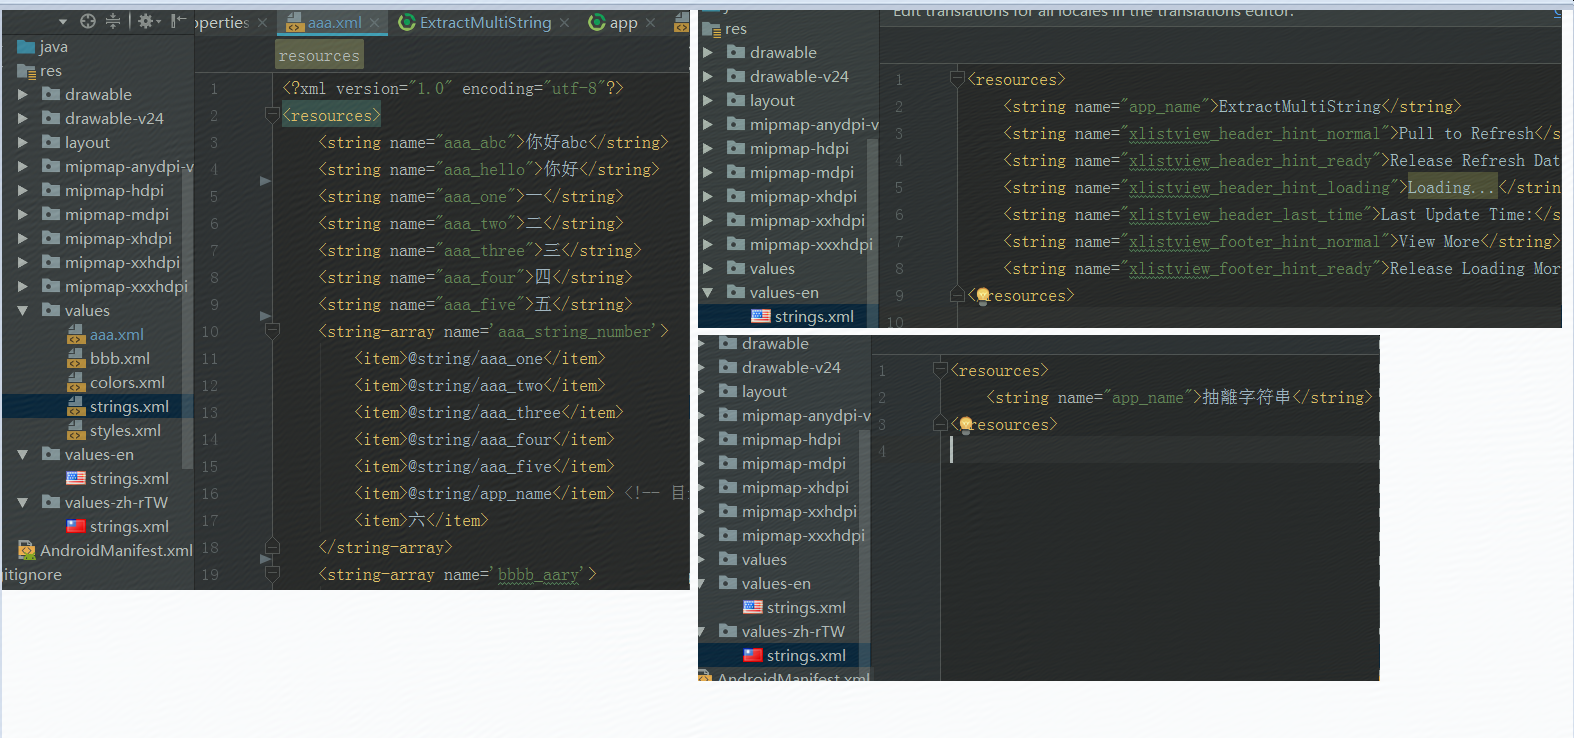 operties
aaa.xml
ExtractMultiString
app
java
res
drawable
drawable-v24
layout
mipmap-anydpi-v
mipmap-hdpi
mipmap-mdpi
mipmap-xhdpi
mipmap-xxhdpi
mipmap-xxxhdpi
values
aaa.xml
bbb.xml
colors.xml
strings.xml
styles.xml
values-en
strings.xml
values-zh-rTW
strings.xml
AndroidManifest.xml
gitignore
resources
1 <?xml version="1.0" encoding="utf-8"?>
2 <resources>
3 <string name="aaa_abc">你好abc</string>
4 <string name="aaa_hello">你好</string>
5 <string name="aaa_one">一</string>
6 <string name="aaa_two">二</string>
7 <string name="aaa_three">三</string>
8 <string name="aaa_four">四</string>
9 <string name="aaa_five">五</string>
10 <string-array name='aaa_string_number'>
11 <item>@string/aaa_one</item>
12 <item>@string/aaa_two</item>
13 <item>@string/aaa_three</item>
14 <item>@string/aaa_four</item>
15 <item>@string/aaa_five</item>
16 <item>@string/app_name</item> <!-- 目
17 <item>六</item>
18 </string-array>
19 <string-array name='bbbb_aary'>
Edit translations for all locales in the translations editor.
res
drawable
drawable-v24
layout
mipmap-anydpi-v
mipmap-hdpi
mipmap-mdpi
mipmap-xhdpi
mipmap-xxhdpi
mipmap-xxxhdpi
values
values-en
strings.xml
1 <resources>
2 <string name="app_name">ExtractMultiString</string>
3 <string name="xlistview_header_hint_normal">Pull to Refresh</s
4 <string name="xlistview_header_hint_ready">Release Refresh Dat
5 <string name="xlistview_header_hint_loading">Loading...</strin
6 <string name="xlistview_header_last_time">Last Update Time:</s
7 <string name="xlistview_footer_hint_normal">View More</string>
8 <string name="xlistview_footer_hint_ready">Release Loading Mor
9 </resources>
10
drawable
drawable-v24
layout
mipmap-anydpi-v
mipmap-hdpi
mipmap-mdpi
mipmap-xhdpi
mipmap-xxhdpi
mipmap-xxxhdpi
values
values-en
strings.xml
values-zh-rTW
strings.xml
AndroidManifest.xml
1 <resources>
2 <string name="app_name">抽離字符串</string>
3 </resources>
4